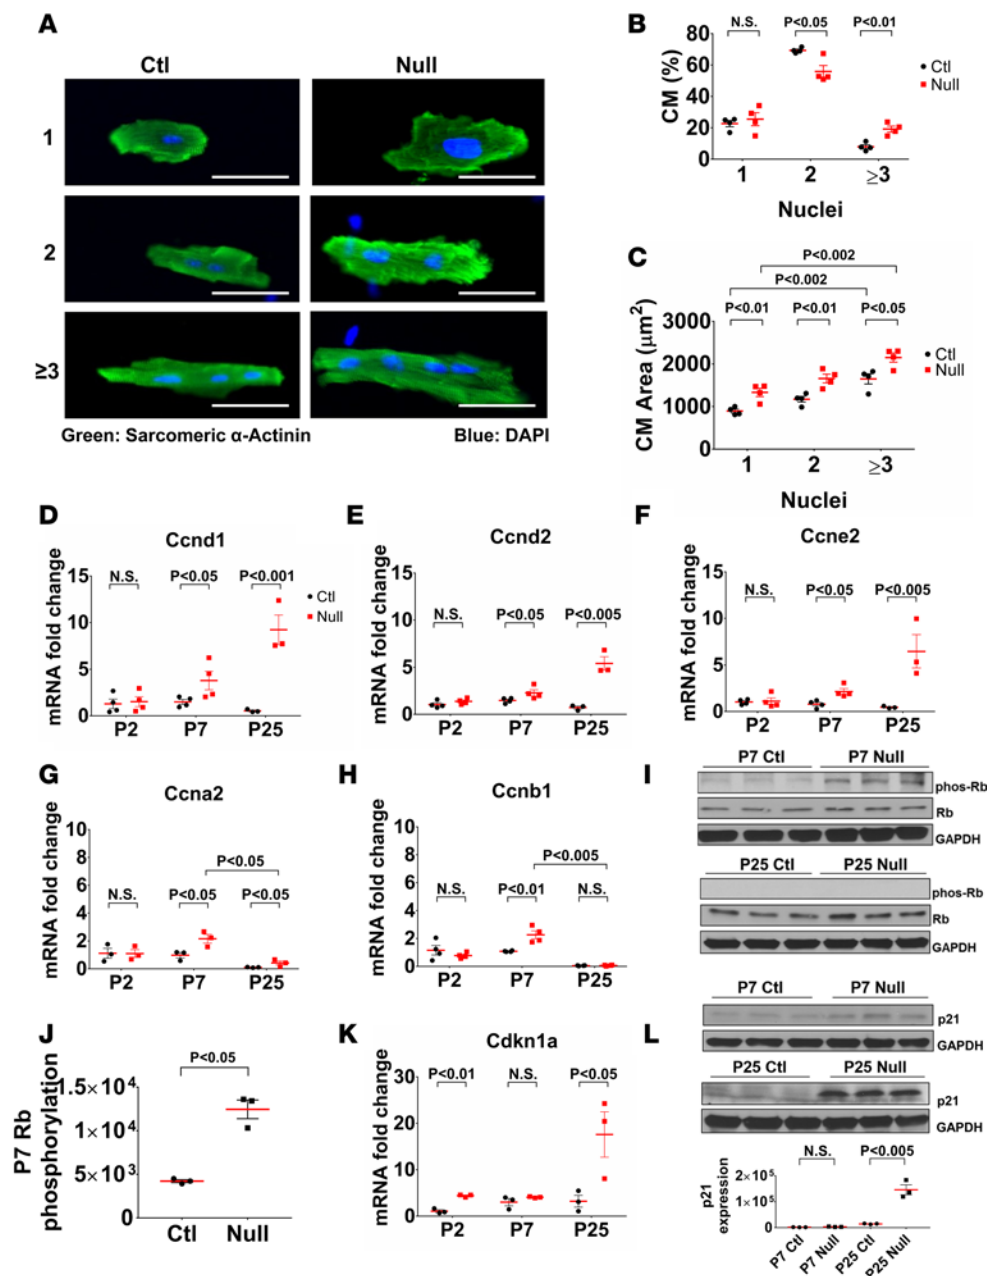 A
Ctl
Null
1
2
≥3
Green: Sarcomeric α-Actinin
Blue: DAPI
B
N.S.
P<0.05
P<0.01
CM (%)
80
60
40
20
0
1
2
≥3
Nuclei
Ctl
Null
C
P<0.002
P<0.002
P<0.01
P<0.01
P<0.05
CM Area (μm²)
3000
2000
1000
0
1
2
≥3
Nuclei
Ctl
Null
D
Ccnd1
mRNA fold change
15
10
5
0
N.S.
P<0.05
P<0.001
P2
P7
P25
Ctl
Null
E
Ccnd2
mRNA fold change
15
10
5
0
N.S.
P<0.05
P<0.005
P2
P7
P25
F
Ccne2
mRNA fold change
15
10
5
0
N.S.
P<0.05
P<0.005
P2
P7
P25
G
Ccna2
mRNA fold change
10
8
6
4
2
0
P<0.05
N.S.
P<0.05
P<0.05
P2
P7
P25
H
Ccnb1
mRNA fold change
10
8
6
4
2
0
P<0.005
N.S.
P<0.01
N.S.
P2
P7
P25
I
P7 Ctl
P7 Null
phos-Rb
Rb
GAPDH
P25 Ctl
P25 Null
phos-Rb
Rb
GAPDH
J
P7 Rb
phosphorylation
P<0.05
1.5×10⁴
1×10⁴
5×10³
0
Ctl
Null
K
Cdkn1a
mRNA fold change
30
20
10
0
P<0.01
N.S.
P<0.05
P2
P7
P25
L
P7 Ctl
P7 Null
p21
GAPDH
P25 Ctl
P25 Null
p21
GAPDH
p21
expression
N.S.
P<0.005
2×10⁵
1×10⁵
0
P7 Ctl
P7 Null
P25 Ctl
P25 Null